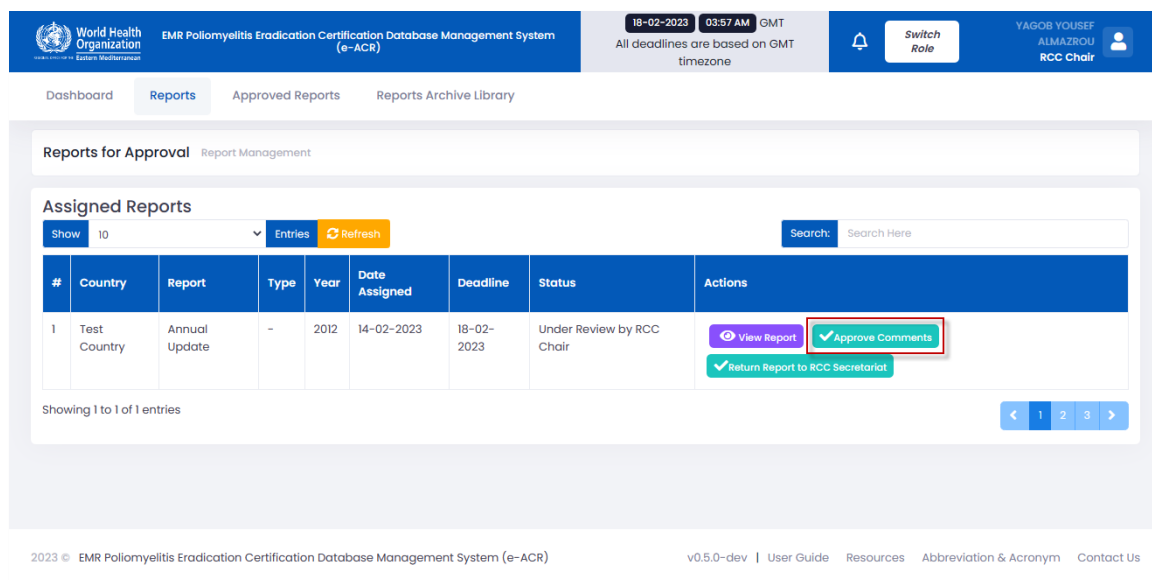 World Health
Organization
Eastern Mediterranean
EMR Poliomyelitis Eradication Certification Database Management System
(e-ACR)
18-02-2023 03:57 AM GMT
All deadlines are based on GMT
timezone
Switch
Role
YAGOB YOUSEF
ALMAZROU
RCC Chair
Dashboard Reports Approved Reports Reports Archive Library
Reports for Approval Report Management
Assigned Reports
Show 10 Entries Refresh Search: Search Here
# Country Report Type Year Date Assigned Deadline Status Actions
1 Test Country Annual Update - 2012 14-02-2023 18-02-2023 Under Review by RCC Chair View Report Approve Comments
Return Report to RCC Secretariat
Showing 1 to 1 of 1 entries
1 2 3
2023 © EMR Poliomyelitis Eradication Certification Database Management System (e-ACR) v0.5.0-dev | User Guide Resources Abbreviation & Acronym Contact Us